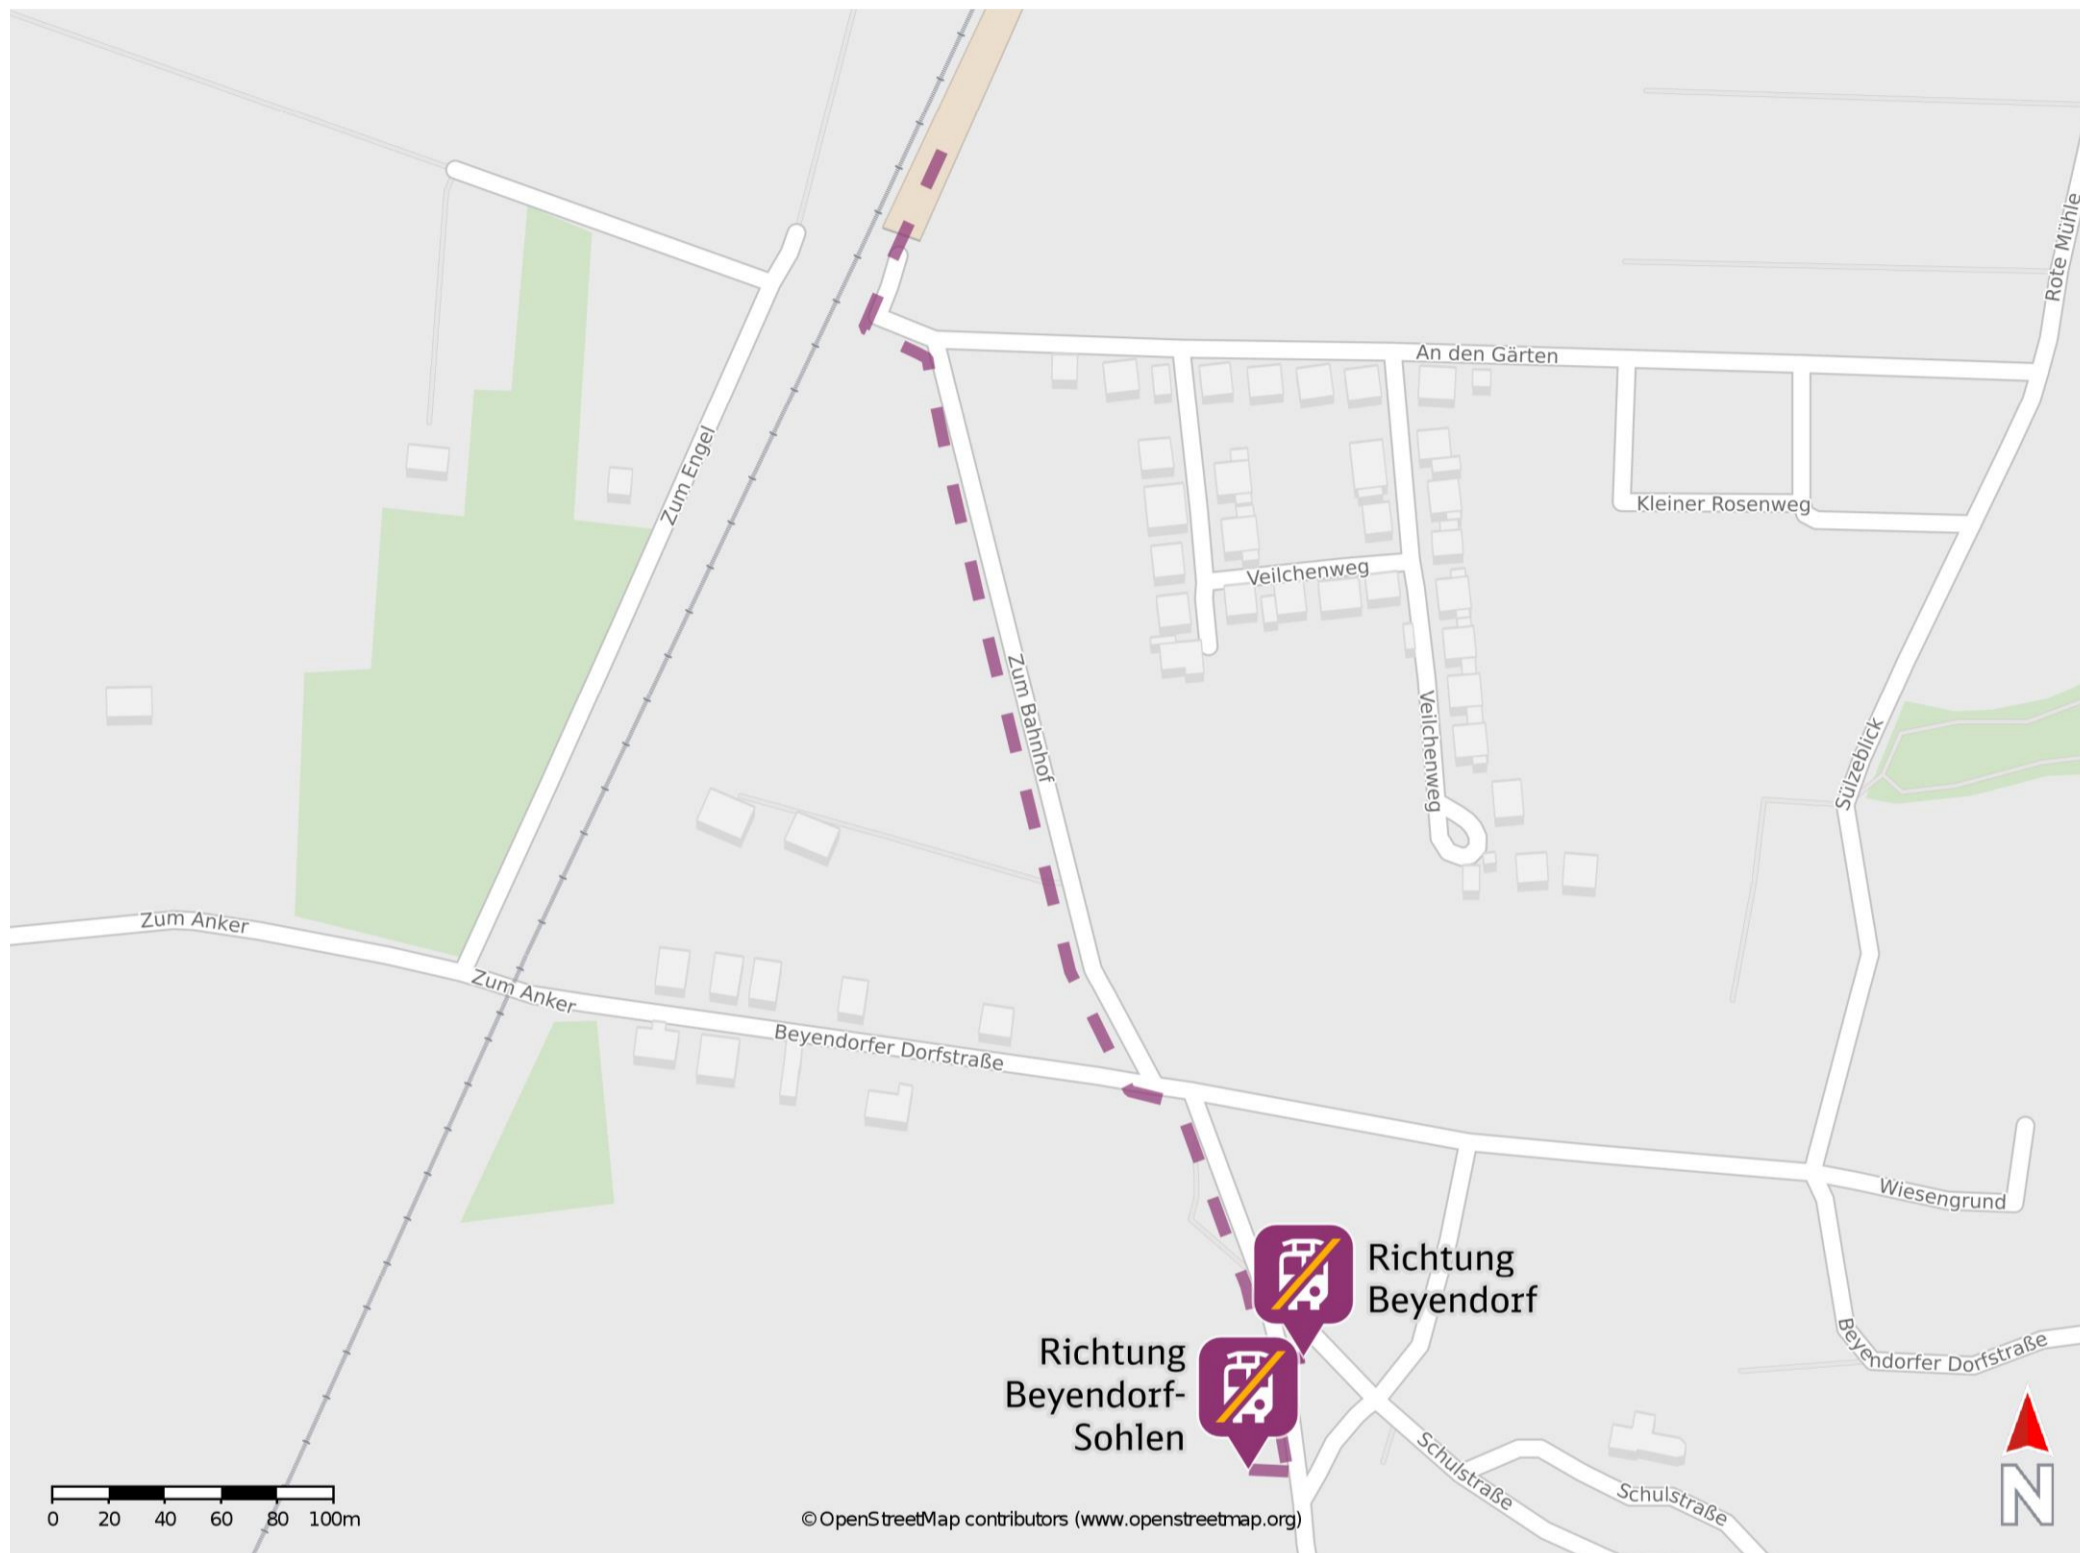 Rote Mühle
An den Gärten
Zum Engel
Kleiner Rosenweg
Veilchenweg
Zum Bahnhof
Veilchenweg
Sülzeblick
Zum Anker
Zum Anker
Beyendorfer Dorfstraße
Wiesengrund
Richtung
Beyendorf
Richtung
Beyendorf-
Sohlen
Beyendorfer Dorfstraße
Schulstraße
Schulstraße
0 20 40 60 80 100m
© OpenStreetMap contributors (www.openstreetmap.org)
N